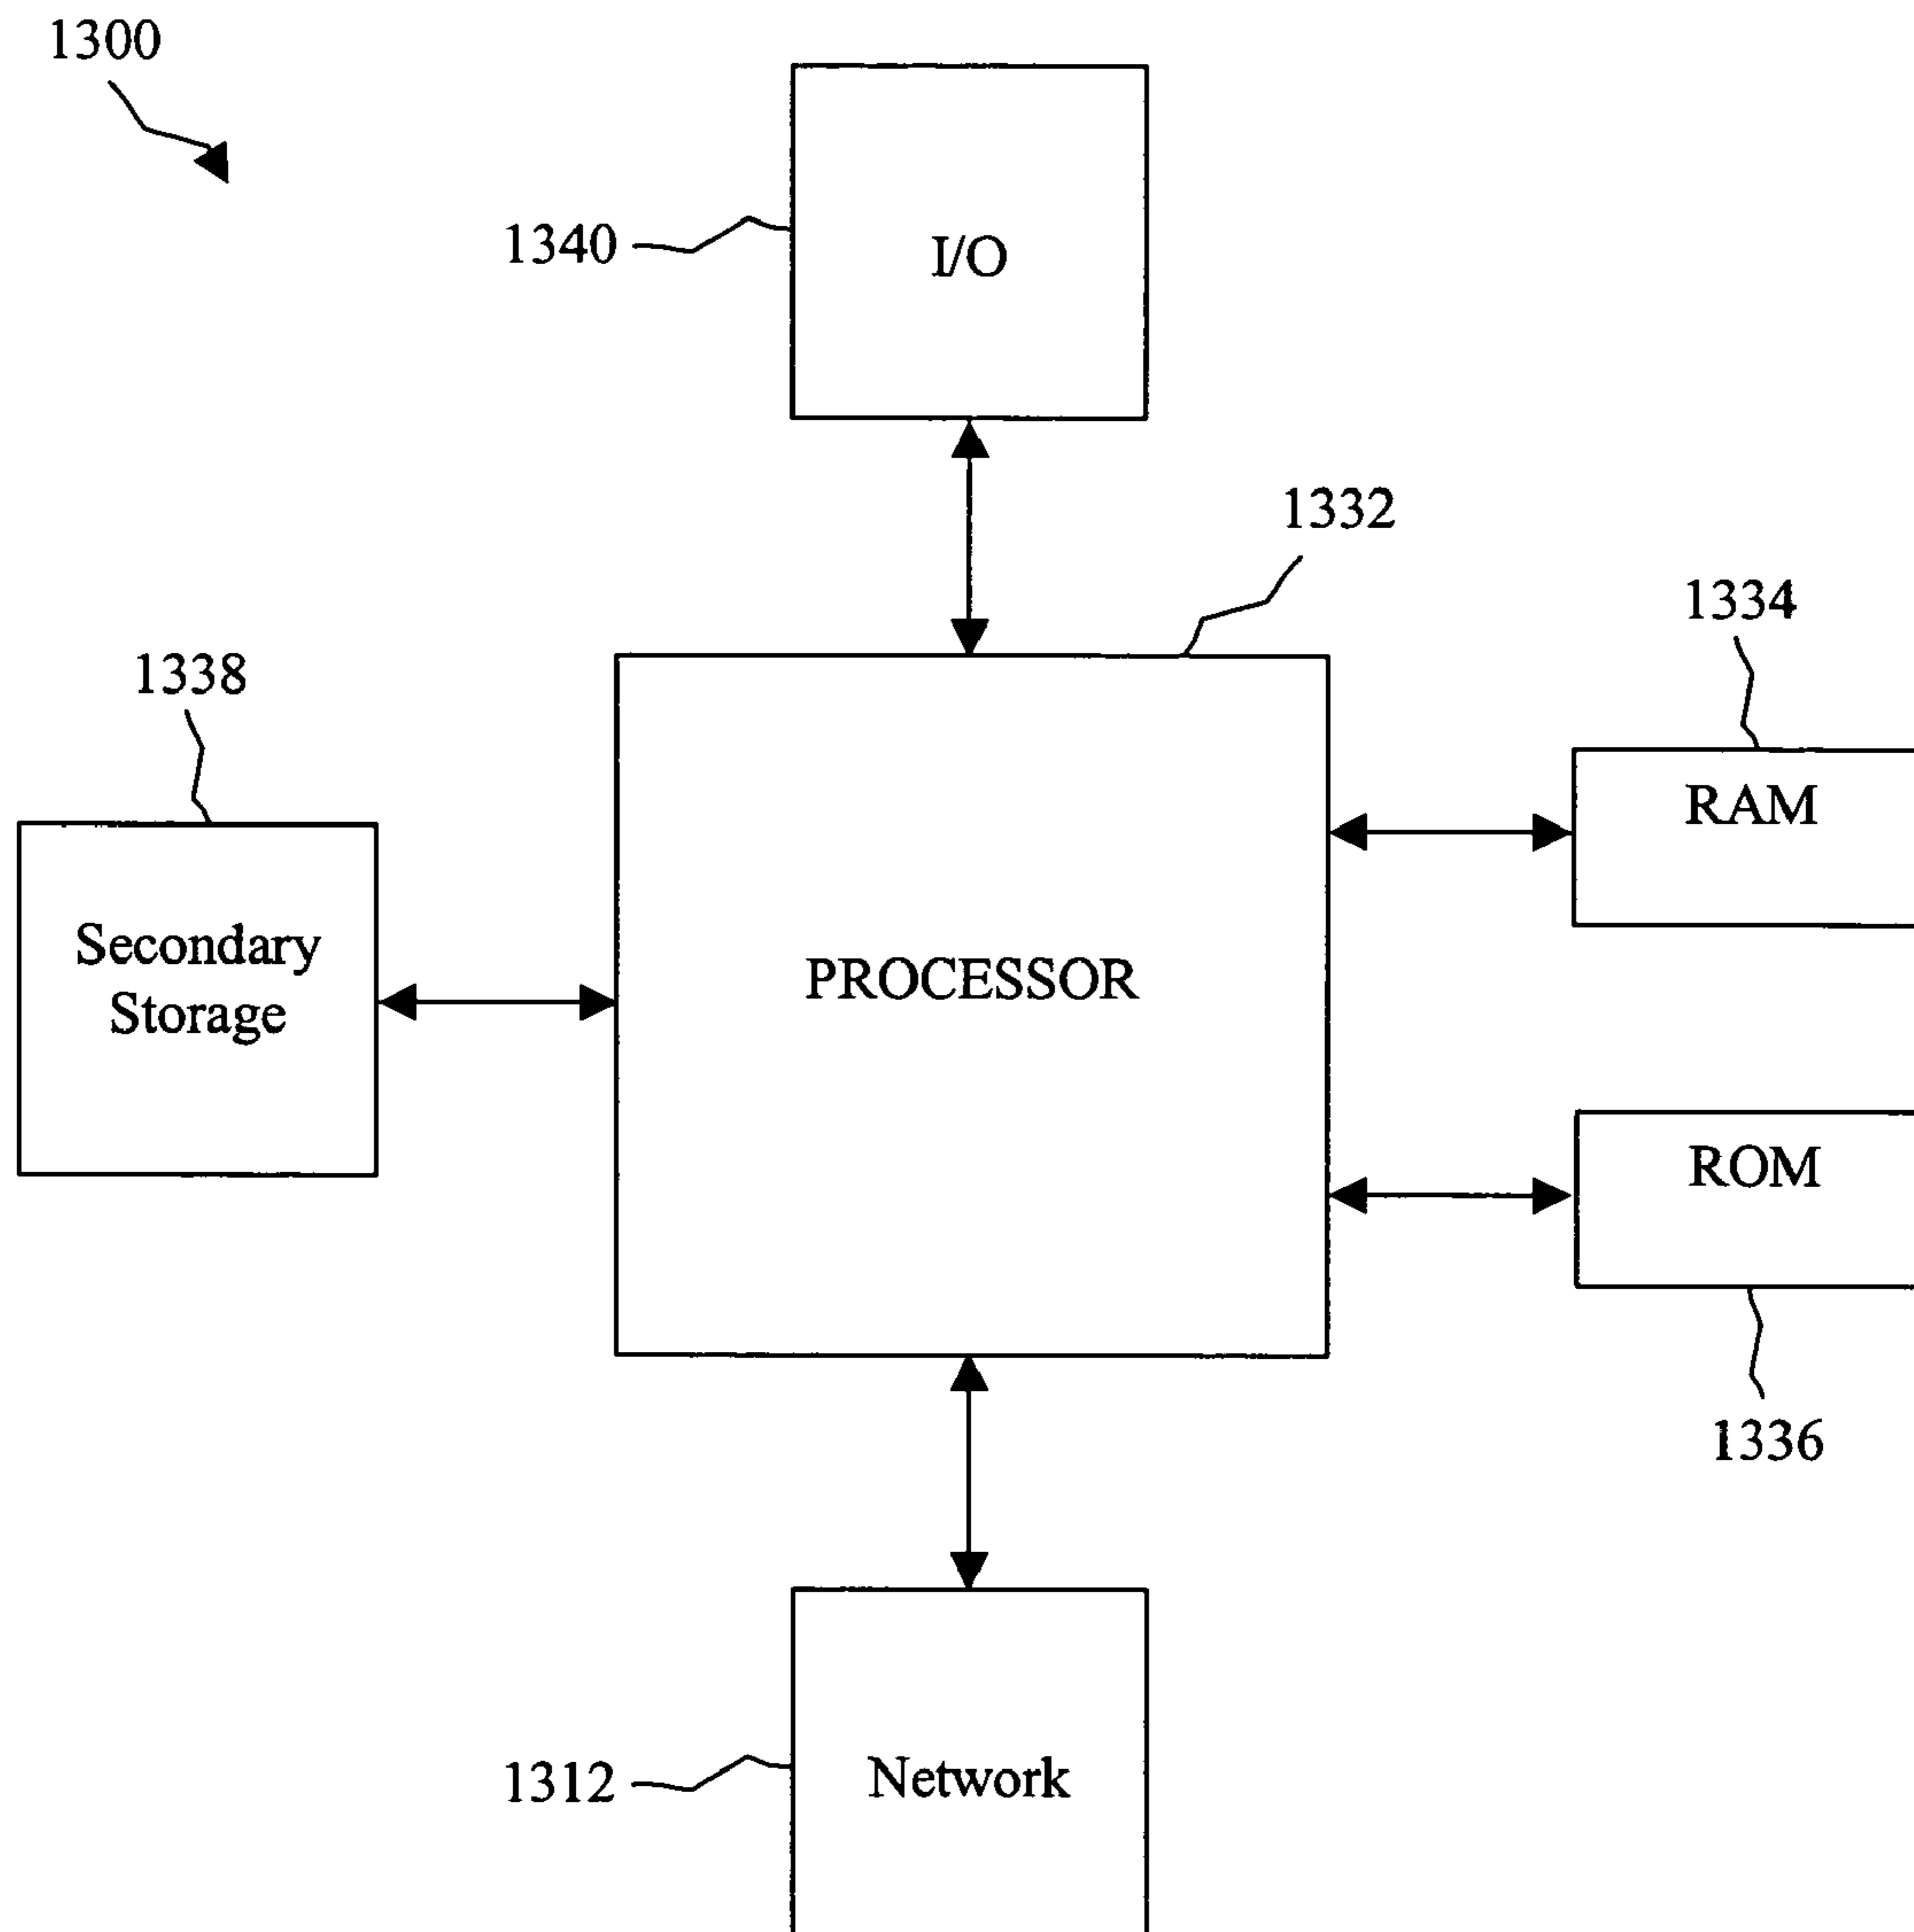 1300
1340
I/O
1332
1334
1338
RAM
Secondary
Storage
PROCESSOR
ROM
1336
1312
Network